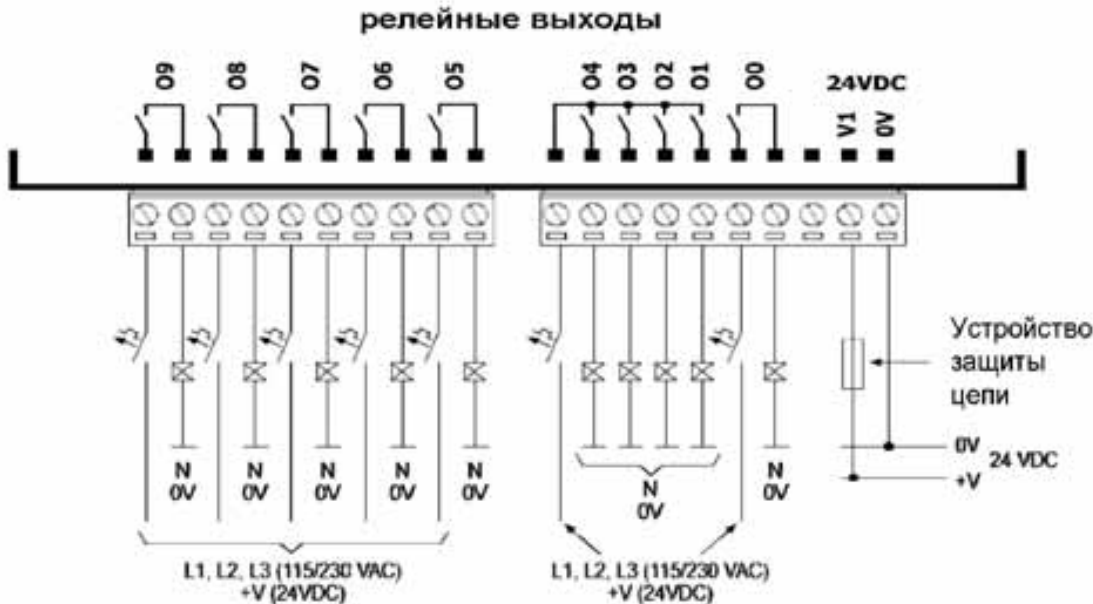 релейные выходы
O9 O8 O7 O6 O5 O4 O3 O2 O1 O0 24VDC
V1 0V
Устройство
защиты
цепи
0V
24 VDC
+V
N
0V
N
0V
N
0V
N
0V
N
0V
N
0V
N
0V
L1, L2, L3 (115/230 VAC)
+V (24VDC)
L1, L2, L3 (115/230 VAC)
+V (24VDC)